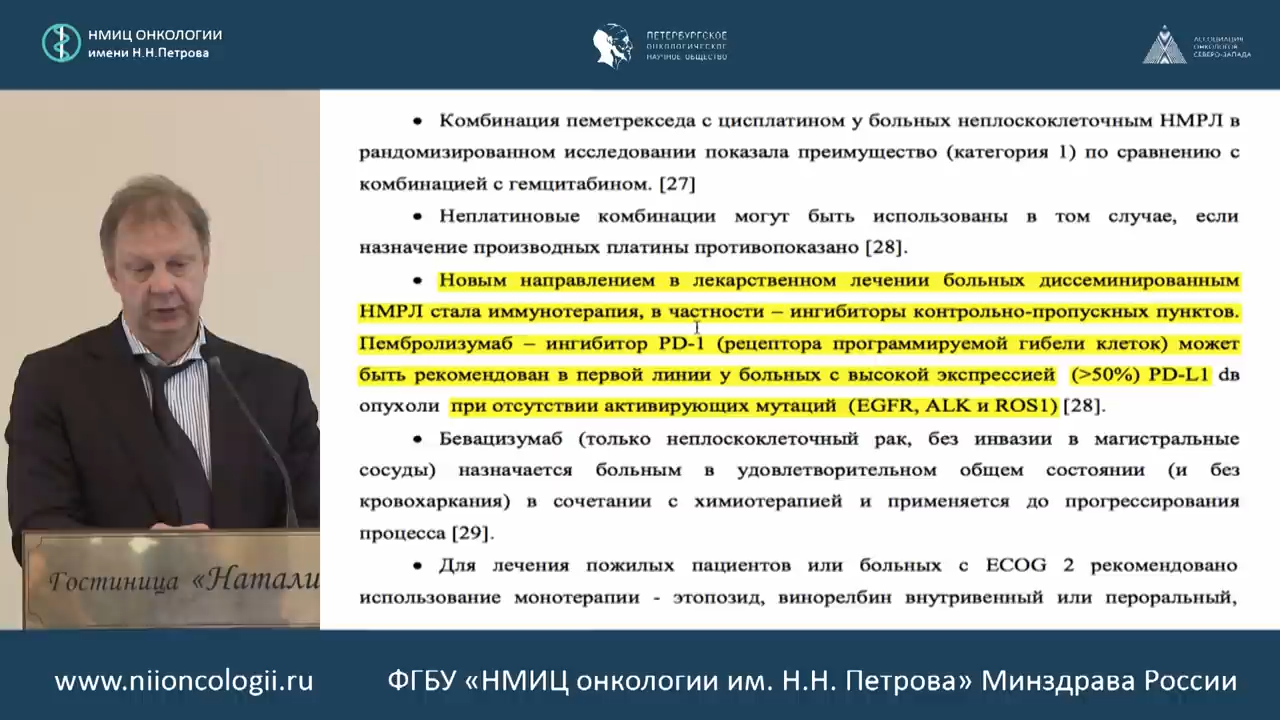 НМИЦ ОНКОЛОГИИ
имени Н.Н.Петрова
ПЕТЕРБУРГСКОЕ
ОНКОЛОГИЧЕСКОЕ
НАУЧНОЕ ОБЩЕСТВО
АССОЦИАЦИЯ
ОНКОЛОГОВ
СЕВЕРО-ЗАПАДА
• Комбинация пеметрекседа с цисплатином у больных неплоскоклеточным НМРЛ в
рандомизированном исследовании показала преимущество (категория 1) по сравнению с
комбинацией с гемцитабином. [27]
• Неплатиновые комбинации могут быть использованы в том случае, если
назначение производных платины противопоказано [28].
• Новым направлением в лекарственном лечении больных диссеминированным
НМРЛ стала иммунотерапия, в частности – ингибиторы контрольно-пропускных пунктов.
Пембролизумаб – ингибитор PD-1 (рецептора программируемой гибели клеток) может
быть рекомендован в первой линии у больных с высокой экспрессией (>50%) PD-L1 dв
опухоли при отсутствии активирующих мутаций (EGFR, ALK и ROS1) [28].
• Бевацизумаб (только неплоскоклеточный рак, без инвазии в магистральные
сосуды) назначается больным в удовлетворительном общем состоянии (и без
кровохаркания) в сочетании с химиотерапией и применяется до прогрессирования
процесса [29].
• Для лечения пожилых пациентов или больных с ECOG 2 рекомендовано
использование монотерапии - этопозид, винорелбин внутривенный или пероральный,
Гостиница «Натали
www.niioncologii.ru
ФГБУ «НМИЦ онкологии им. Н.Н. Петрова» Минздрава России